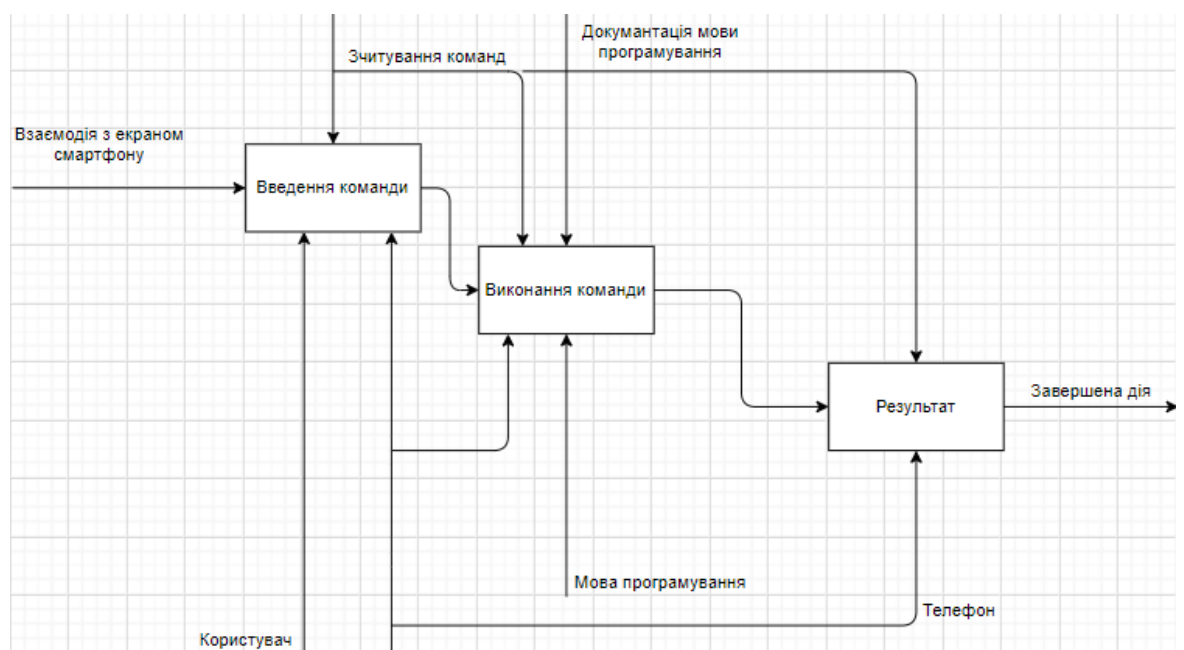 Документація мови
програмування
Зчитування команд
Взаємодія з екраном
смартфону
Введення команди
Виконання команди
Завершена дія
Результат
Мова програмування
Телефон
Користувач